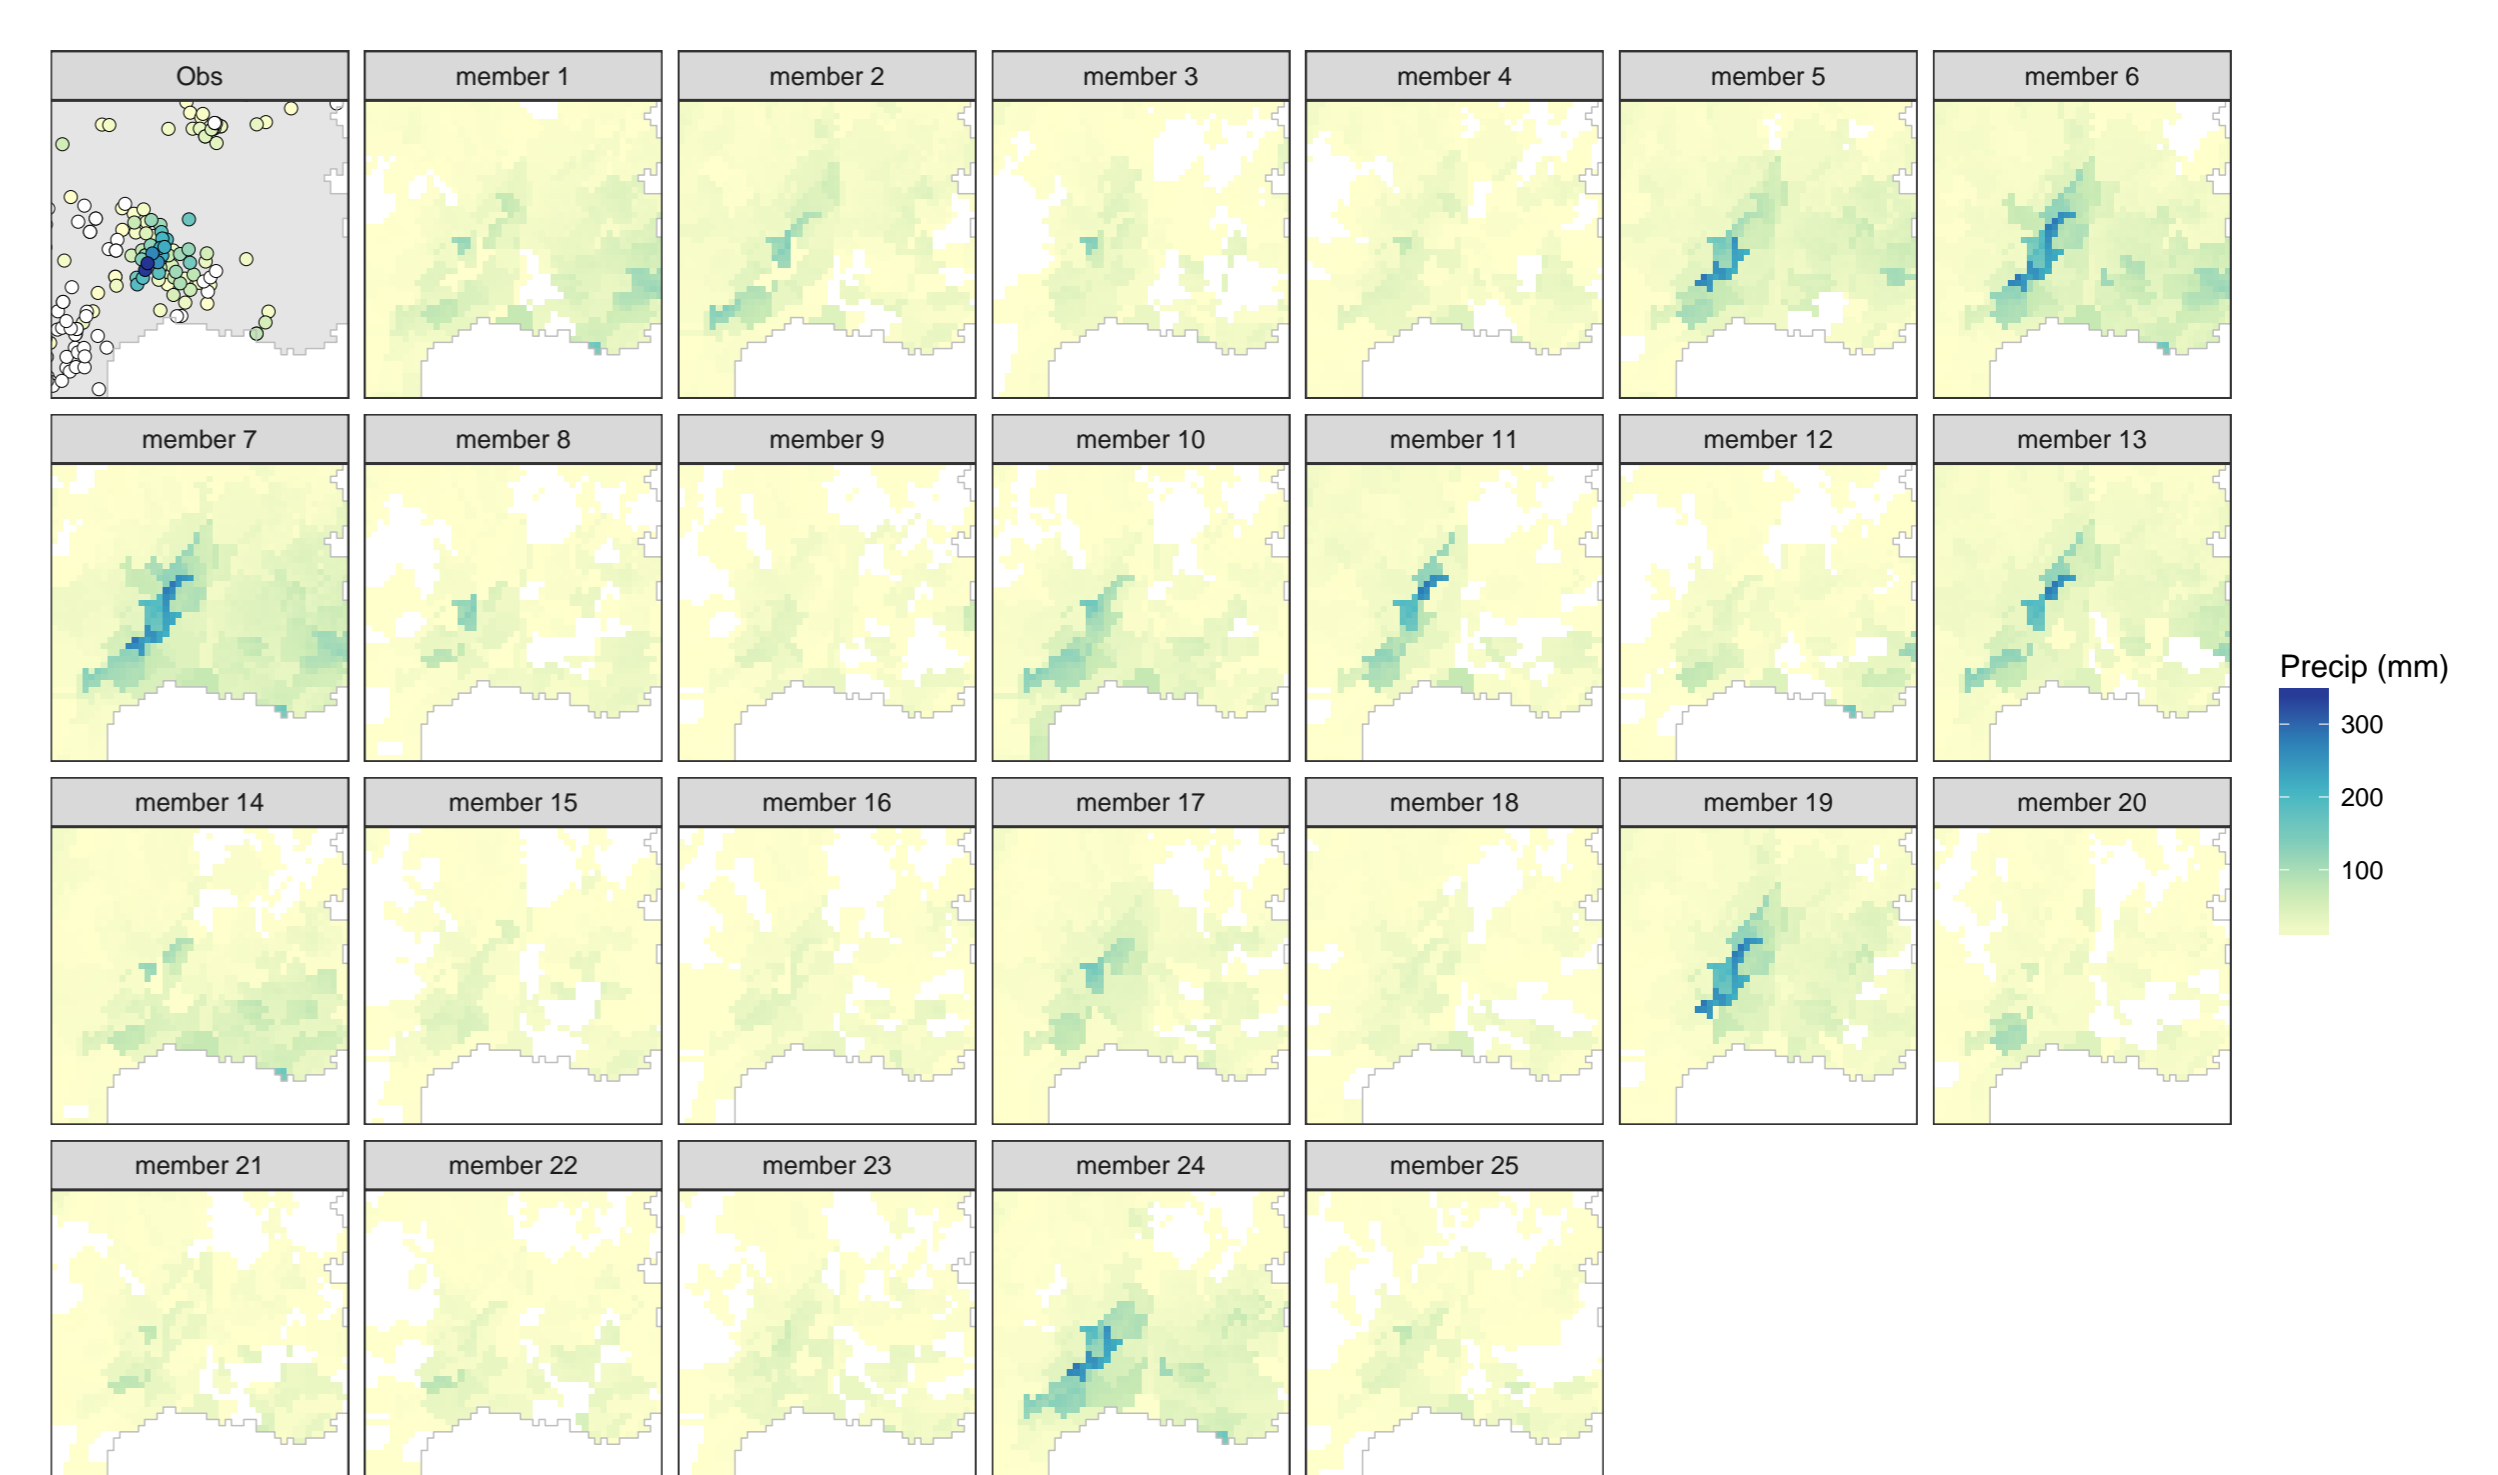 Obs
member 1
member 2
member 3
member 4
member 5
member 6
member 7
member 8
member 9
member 10
member 11
member 12
member 13
member 14
member 15
member 16
member 17
member 18
member 19
member 20
member 21
member 22
member 23
member 24
member 25
Precip (mm)
300
200
100